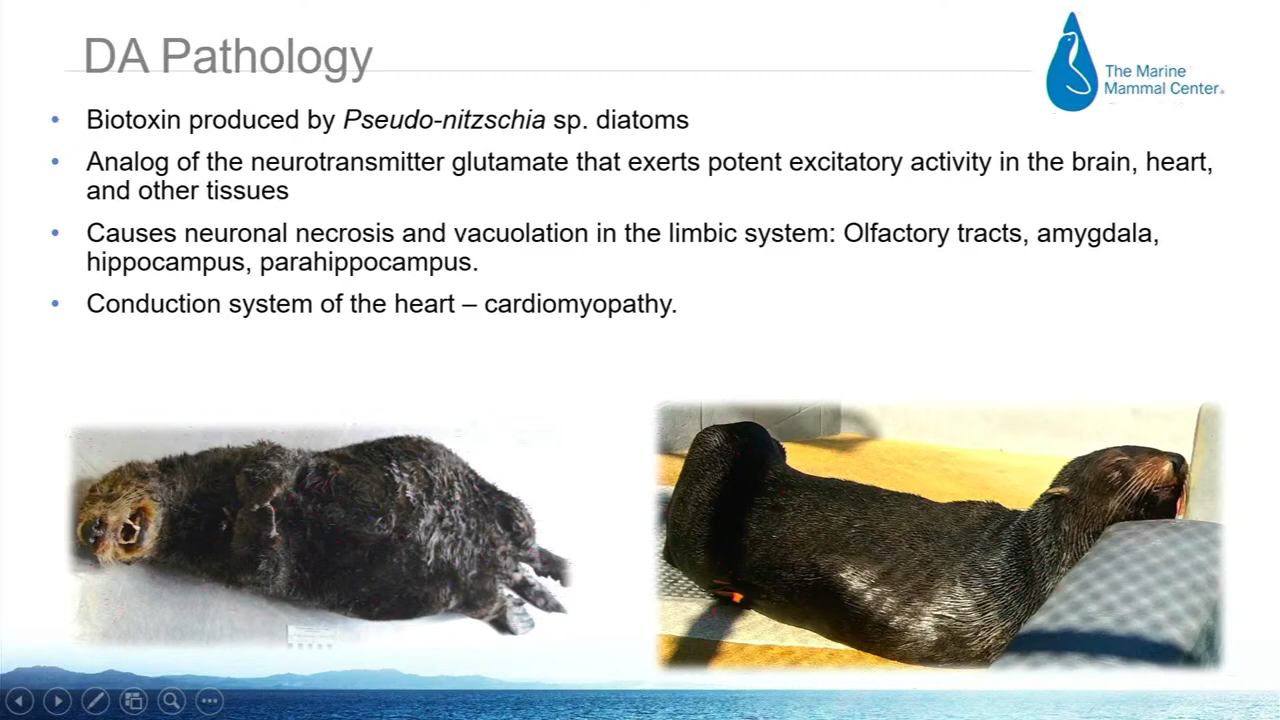 DA Pathology
The Marine
Mammal Center®
• Biotoxin produced by Pseudo-nitzschia sp. diatoms
• Analog of the neurotransmitter glutamate that exerts potent excitatory activity in the brain, heart,
and other tissues
• Causes neuronal necrosis and vacuolation in the limbic system: Olfactory tracts, amygdala,
hippocampus, parahippocampus.
• Conduction system of the heart – cardiomyopathy.